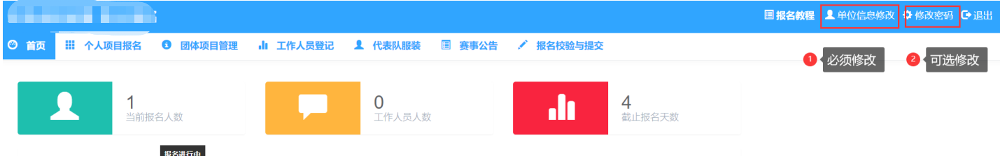 报名教程 单位信息修改 修改密码 退出
首页 个人项目报名 团体项目管理 工作人员登记 代表队服装 赛事公告 报名校验与提交
1 必须修改 2 可选修改
1 0 4
当前报名人数 工作人员人数 截止报名天数
报名进行中